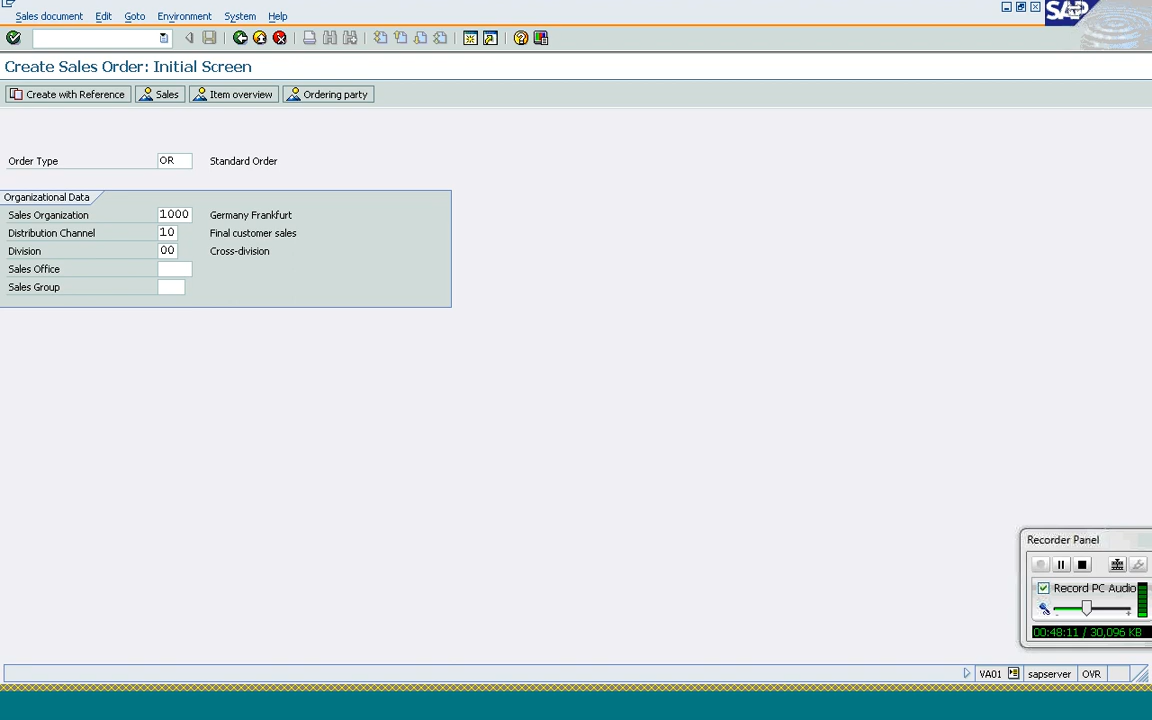 Sales document Edit Goto Environment System Help
SAP
Create Sales Order: Initial Screen
Create with Reference Sales Item overview Ordering party
Order Type OR Standard Order
Organizational Data
Sales Organization 1000 Germany Frankfurt
Distribution Channel 10 Final customer sales
Division 00 Cross-division
Sales Office
Sales Group
Recorder Panel
Record PC Audio
00:48:11 / 30,096 KB
VA01 sapserver OVR